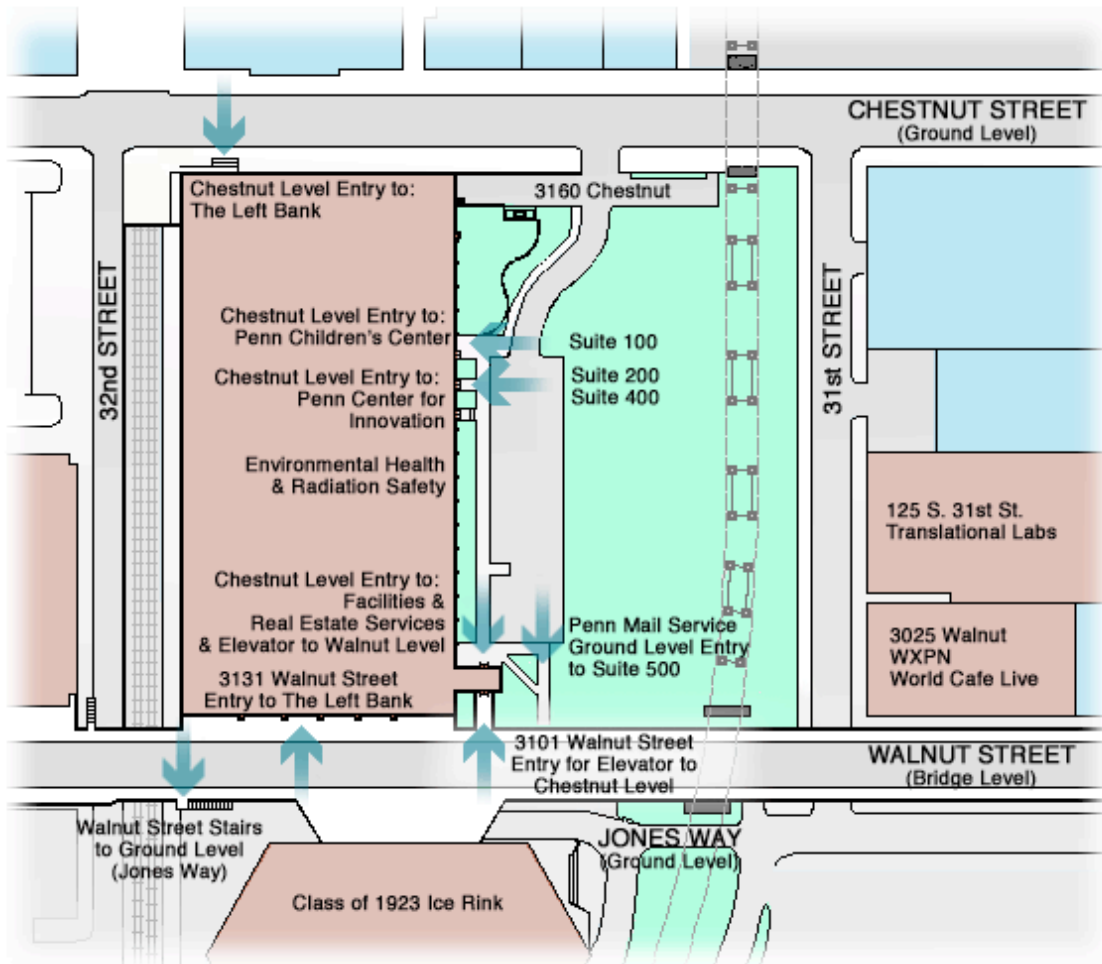 CHESTNUT STREET
(Ground Level)
Chestnut Level Entry to:
The Left Bank
3160 Chestnut
32nd STREET
31st STREET
Chestnut Level Entry to:
Penn Children's Center
Suite 100
Chestnut Level Entry to:
Penn Center for
Innovation
Suite 200
Suite 400
Environmental Health
& Radiation Safety
125 S. 31st St.
Translational Labs
Chestnut Level Entry to:
Facilities &
Real Estate Services
& Elevator to Walnut Level
Penn Mail Service
Ground Level Entry
to Suite 500
3025 Walnut
WXPN
World Cafe Live
3131 Walnut Street
Entry to The Left Bank
3101 Walnut Street
Entry for Elevator to
Chestnut Level
WALNUT STREET
(Bridge Level)
Walnut Street Stairs
to Ground Level
(Jones Way)
JONES WAY
(Ground Level)
Class of 1923 Ice Rink